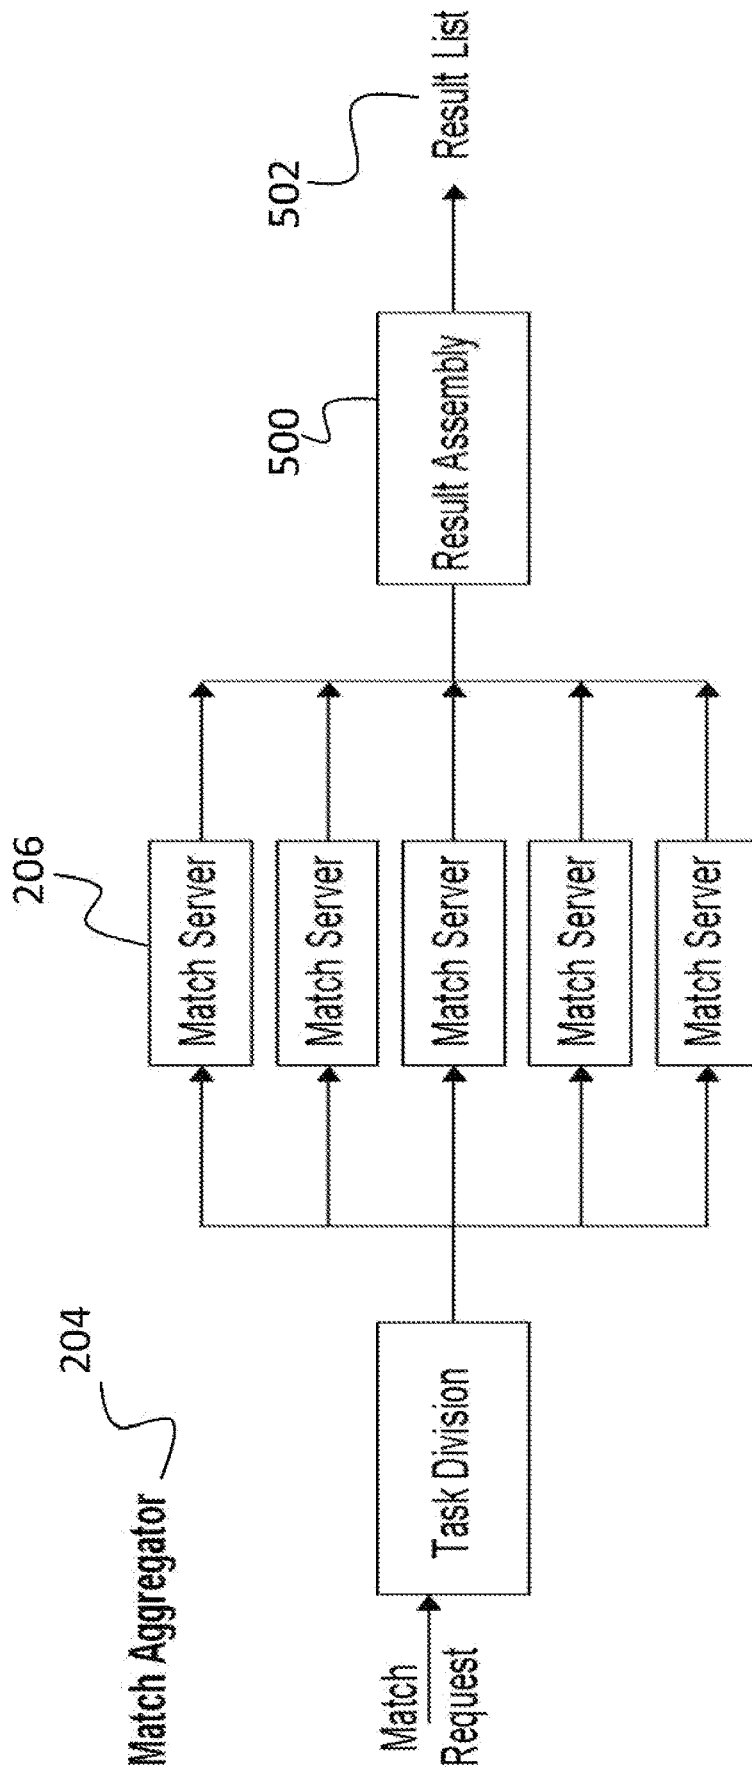 Match Aggregator
204
Match
Request
Task Division
206
Match Server
Match Server
Match Server
Match Server
Match Server
500
Result Assembly
502
Result List